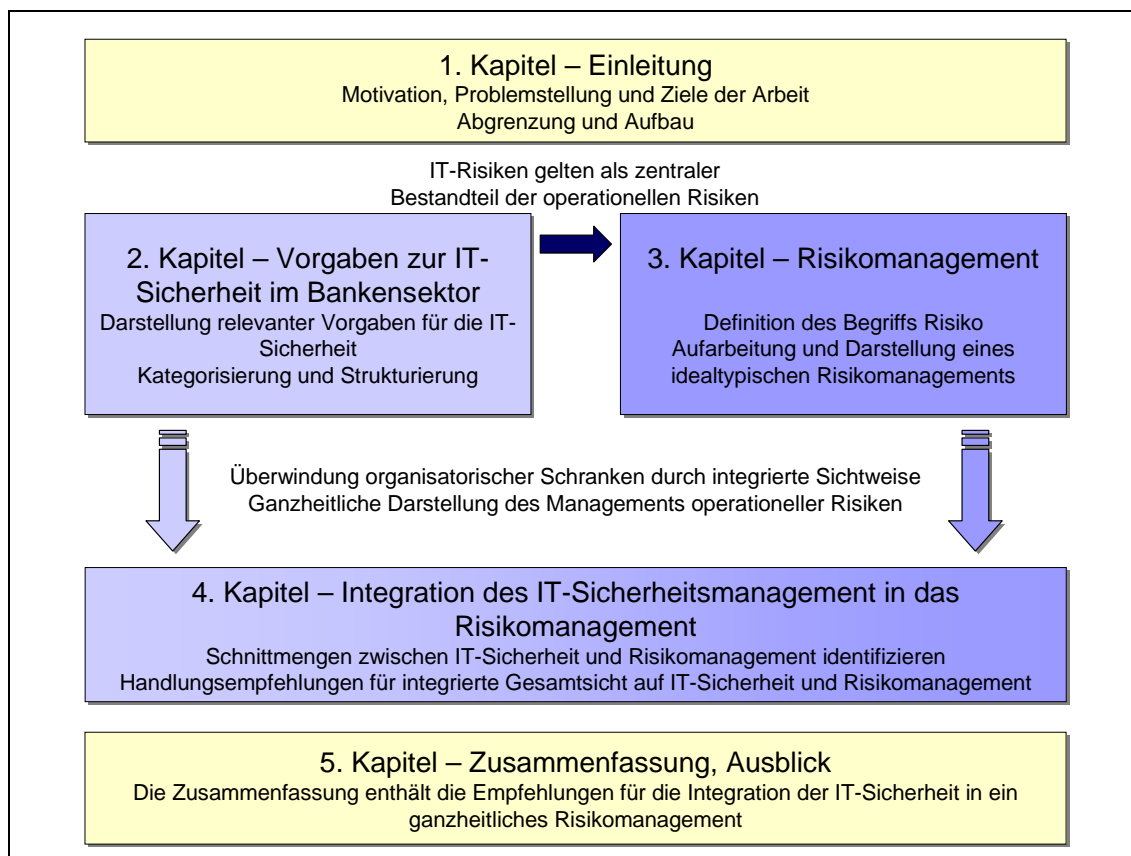 1. Kapitel – Einleitung
Motivation, Problemstellung und Ziele der Arbeit
Abgrenzung und Aufbau
IT-Risiken gelten als zentraler
Bestandteil der operationellen Risiken
2. Kapitel – Vorgaben zur IT-
Sicherheit im Bankensektor
Darstellung relevanter Vorgaben für die IT-
Sicherheit
Kategorisierung und Strukturierung
3. Kapitel – Risikomanagement
Definition des Begriffs Risiko
Aufarbeitung und Darstellung eines
idealtypischen Risikomanagements
Überwindung organisatorischer Schranken durch integrierte Sichtweise
Ganzheitliche Darstellung des Managements operationeller Risiken
4. Kapitel – Integration des IT-Sicherheitsmanagement in das
Risikomanagement
Schnittmengen zwischen IT-Sicherheit und Risikomanagement identifizieren
Handlungsempfehlungen für integrierte Gesamtsicht auf IT-Sicherheit und Risikomanagement
5. Kapitel – Zusammenfassung, Ausblick
Die Zusammenfassung enthält die Empfehlungen für die Integration der IT-Sicherheit in ein
ganzheitliches Risikomanagement